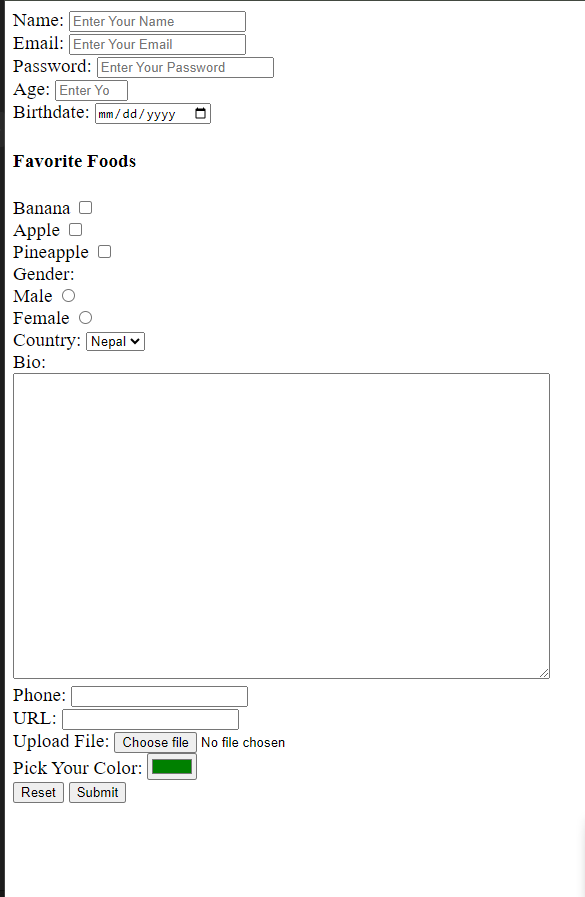 Name: Enter Your Name
Email: Enter Your Email
Password: Enter Your Password
Age: Enter Yo
Birthdate: mm/dd/yyyy
Favorite Foods
Banana
Apple
Pineapple
Gender:
Male
Female
Country: Nepal
Bio:
Phone:
URL:
Upload File: Choose file No file chosen
Pick Your Color:
Reset Submit